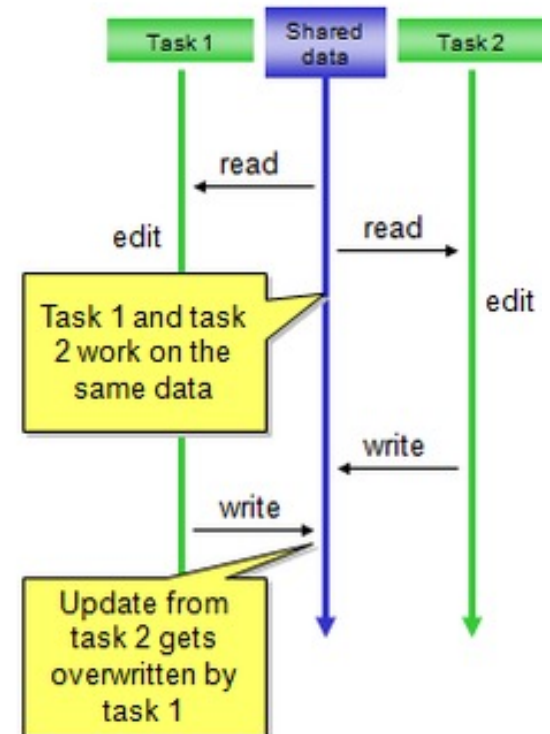 Task 1
Shared
data
Task 2
read
read
edit
edit
Task 1 and task
2 work on the
same data
write
write
Update from
task 2 gets
overwritten by
task 1